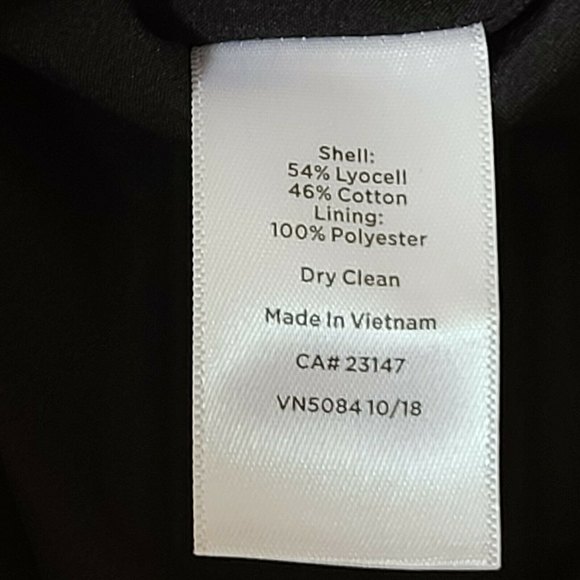 Shell:
54% Lyocell
46% Cotton
Lining:
100% Polyester
Dry Clean
Made In Vietnam
CA# 23147
VN5084 10/18